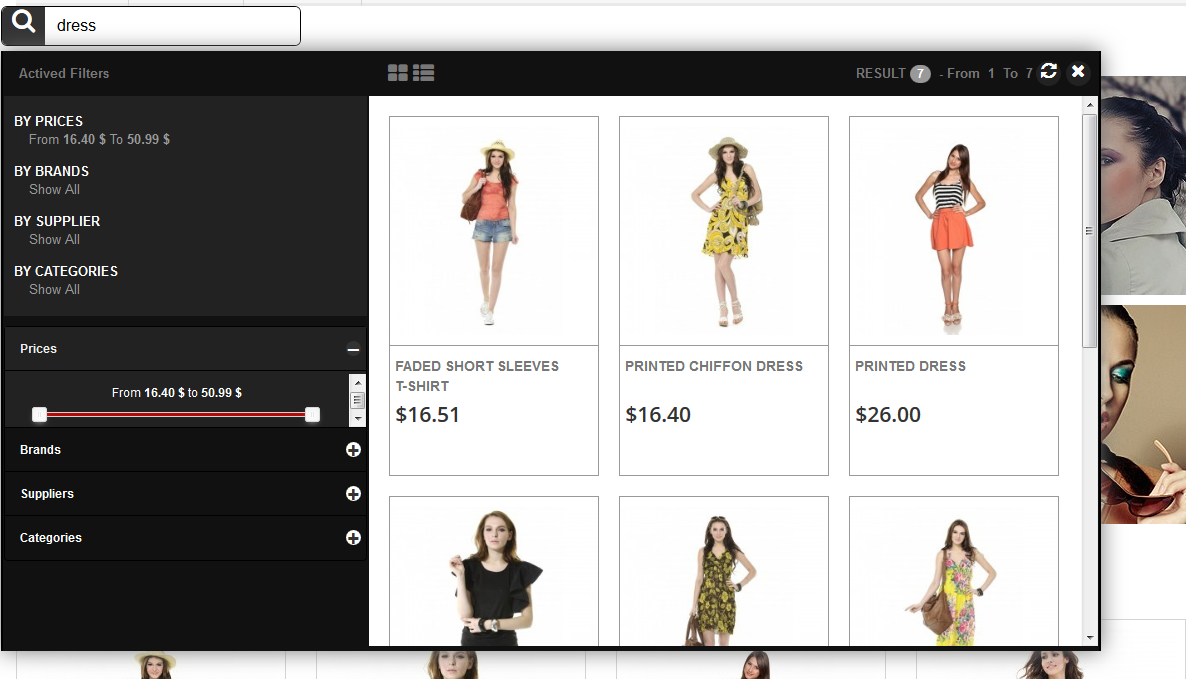 dress
Actived Filters
RESULT 7 - From 1 To 7
BY PRICES
From 16.40 $ To 50.99 $
BY BRANDS
Show All
BY SUPPLIER
Show All
BY CATEGORIES
Show All
Prices
From 16.40 $ to 50.99 $
Brands
Suppliers
Categories
FADED SHORT SLEEVES
T-SHIRT
$16.51
PRINTED CHIFFON DRESS
$16.40
PRINTED DRESS
$26.00